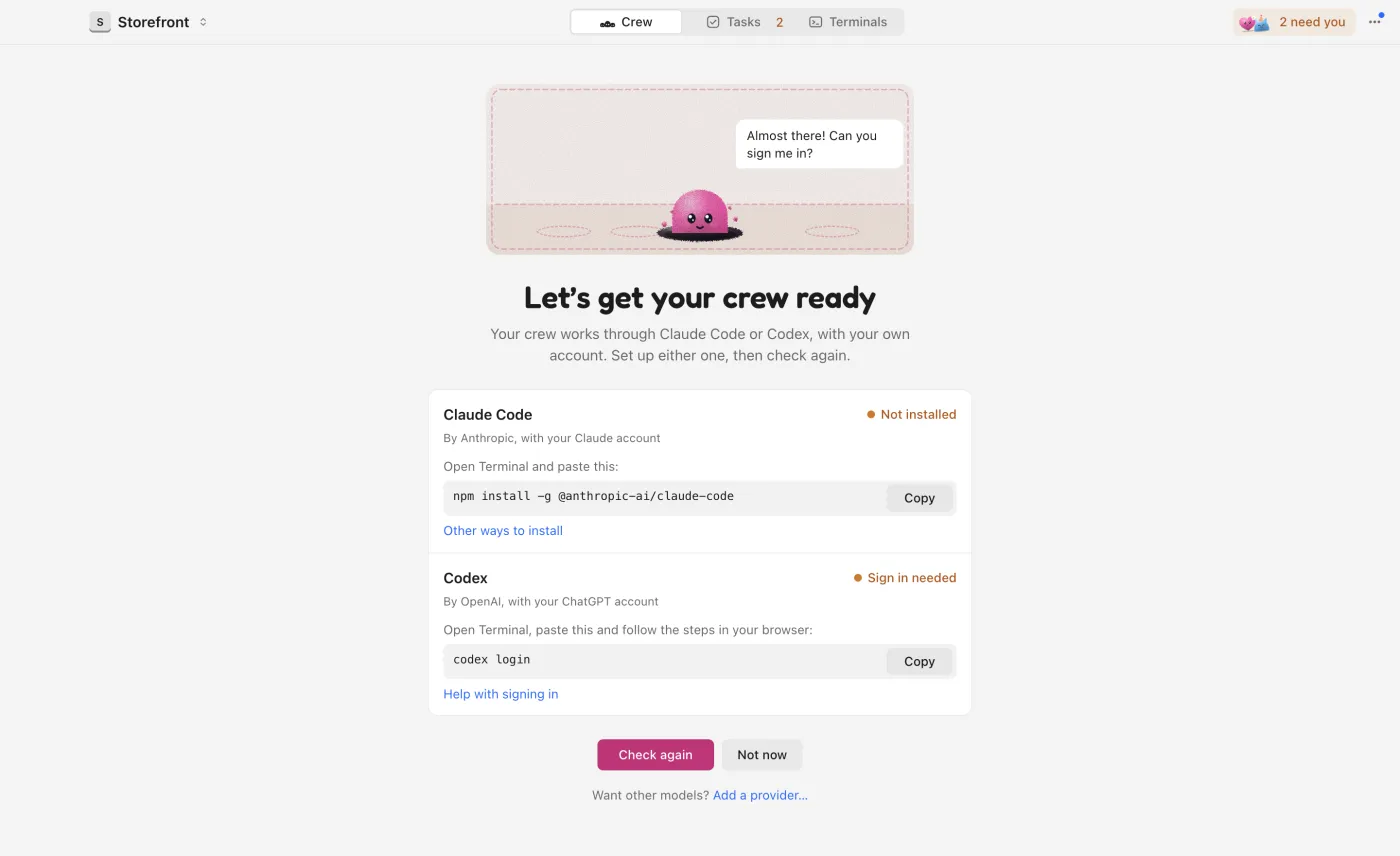 S Storefront
Crew
Tasks 2
Terminals
2 need you
Almost there! Can you
sign me in?
Let’s get your crew ready
Your crew works through Claude Code or Codex, with your own
account. Set up either one, then check again.
Claude Code
Not installed
By Anthropic, with your Claude account
Open Terminal and paste this:
npm install -g @anthropic-ai/claude-code
Copy
Other ways to install
Codex
Sign in needed
By OpenAI, with your ChatGPT account
Open Terminal, paste this and follow the steps in your browser:
codex login
Copy
Help with signing in
Check again
Not now
Want other models? Add a provider...